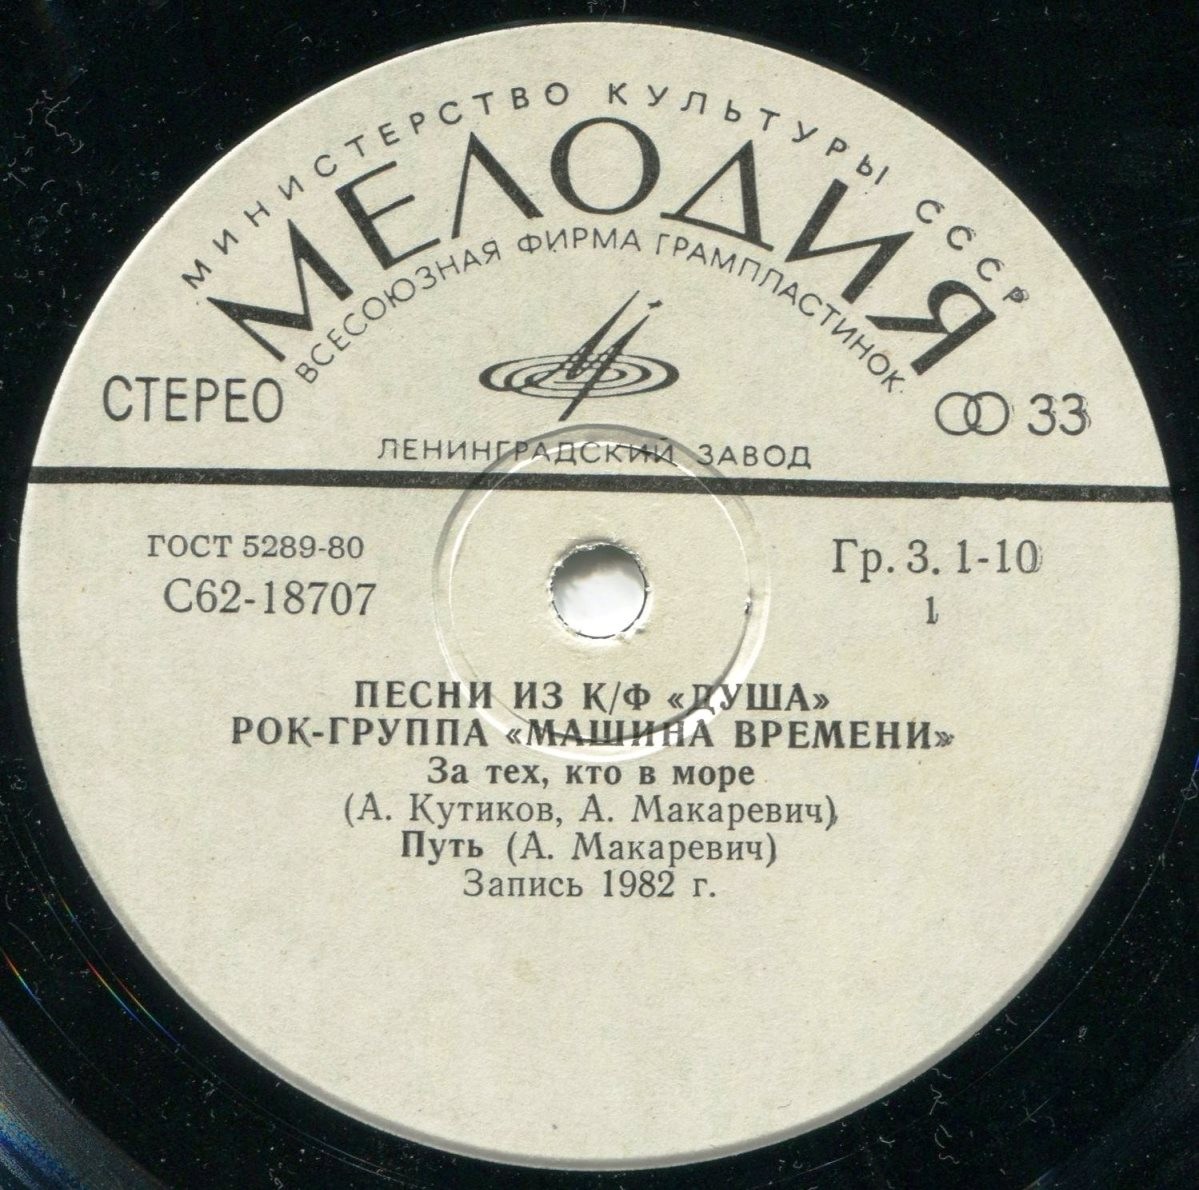 МИНИСТЕРСТВО КУЛЬТУРЫ СССР
МЕЛОДИЯ
ВСЕСОЮЗНАЯ ФИРМА ГРАМПЛАСТИНОК
СТЕРЕО
33
ЛЕНИНГРАДСКИЙ ЗАВОД
ГОСТ 5289-80
С62-18707
Гр. 3. 1-10
1
ПЕСНИ ИЗ К/Ф «ДУША»
РОК-ГРУППА «МАШИНА ВРЕМЕНИ»
За тех, кто в море
(А. Кутиков, А. Макаревич)
Путь (А. Макаревич)
Запись 1982 г.